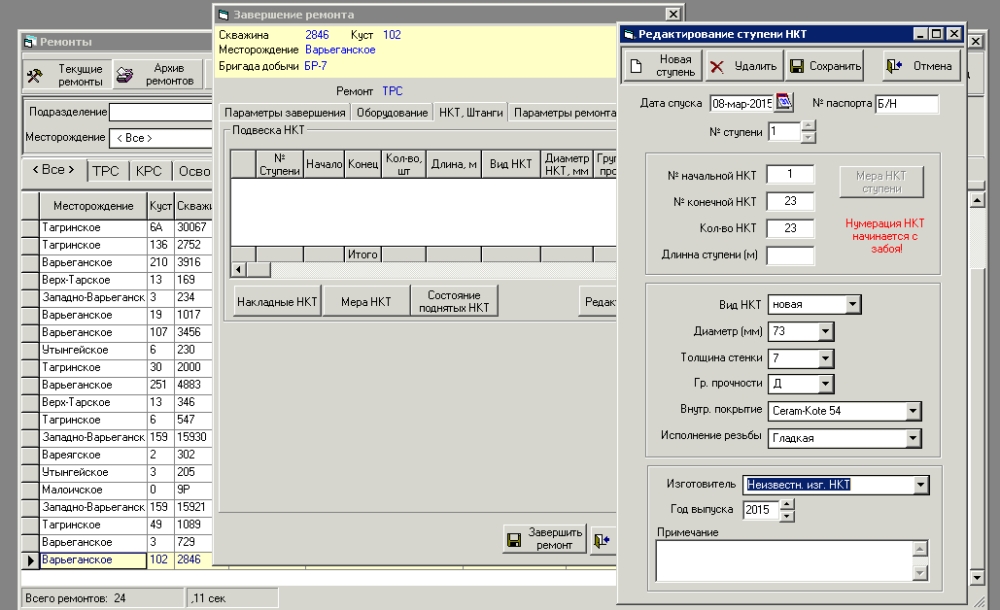 Ремонты
Текущие
ремонты
Архив
ремонтов
Подразделение
Месторождение
< Все >
< Все >
ТРС
КРС
Осво
Месторождение Куст Скважи
Тагринское 6А 30067
Тагринское 136 2752
Варьеганское 210 3916
Верх-Тарское 13 169
Западно-Варьеганск 3 234
Варьеганское 19 1017
Варьеганское 107 3456
Утынгейское 6 230
Тагринское 30 2000
Варьеганское 251 4883
Верх-Тарское 13 346
Тагринское 6 547
Западно-Варьеганск 159 15930
Вареягское 2 302
Утынгейское 3 205
Малоичское 0 9Р
Западно-Варьеганск 159 15921
Тагринское 49 1089
Варьеганское 3 729
Варьеганское 102 2846
Всего ремонтов: 24
,11 сек
Завершение ремонта
Скважина 2846 Куст 102
Месторождение Варьеганское
Бригада добычи БР-7
Ремонт ТРС
Параметры завершения
Оборудование
НКТ, Штанги
Параметры ремонта
Подвеска НКТ
№
Ступени
Начало
Конец
Кол-во,
шт
Длина, м
Вид НКТ
Диаметр
НКТ, мм
Груп
про
Итого
Накладные НКТ
Мера НКТ
Состояние
поднятых НКТ
Редак
Завершить
ремонт
Редактирование ступени НКТ
Новая
ступень
Удалить
Сохранить
Отмена
Дата спуска 08-мар-2015
№ паспорта Б/Н
№ ступени 1
№ начальной НКТ 1
№ конечной НКТ 23
Кол-во НКТ 23
Длинна ступени (м)
Мера НКТ
ступени
Нумерация НКТ
начинается с
забоя!
Вид НКТ новая
Диаметр (мм) 73
Толщина стенки 7
Гр. прочности Д
Внутр. покрытие Ceram-Kote 54
Исполнение резьбы Гладкая
Изготовитель Неизвестн. изг. НКТ
Год выпуска 2015
Примечание